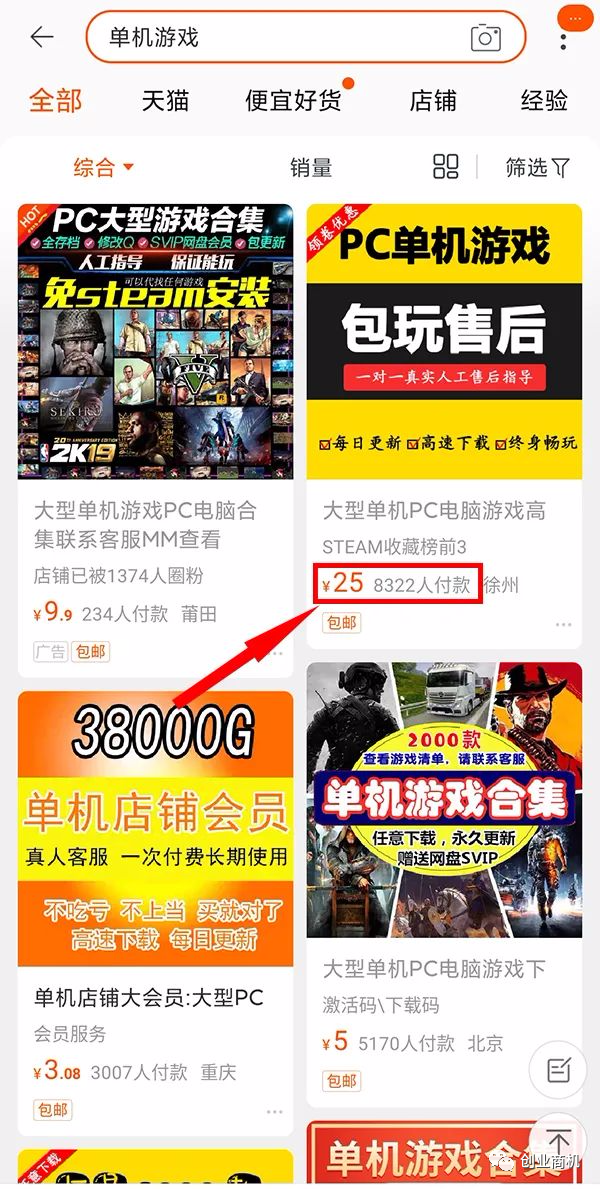 单机游戏
全部
天猫
便宜好货
店铺
经验
综合
销量
筛选
HOT
PC大型游戏合集
全存档 修改Q SVIP网盘会员 包更新
人工指导 保证能玩
可以代找任何游戏
免steam安装
SEKIRO
20TH ANNIVERSARY EDITION
2K19
大型单机游戏PC电脑合
集联系客服MM查看
店铺已被1374人圈粉
¥9.9 234人付款 莆田
广告 包邮
领卷优惠
PC单机游戏
包玩售后
一对一真实人工售后指导
每日更新 高速下载 终身畅玩
大型单机PC电脑游戏高
STEAM收藏榜前3
¥25 8322人付款 徐州
包邮
38000G
单机店铺会员
真人客服 一次付费长期使用
不吃亏 不上当 买就对了
高速下载 每日更新
单机店铺大会员:大型PC
会员服务
¥3.08 3007人付款 重庆
包邮
2000款
查看游戏清单，请联系客服
单机游戏合集
任意下载，永久更新
赠送网盘SVIP
大型单机PC电脑游戏下
激活码\下载码
¥5 5170人付款 北京
包邮
任意下载
单机游戏合集
创业商机